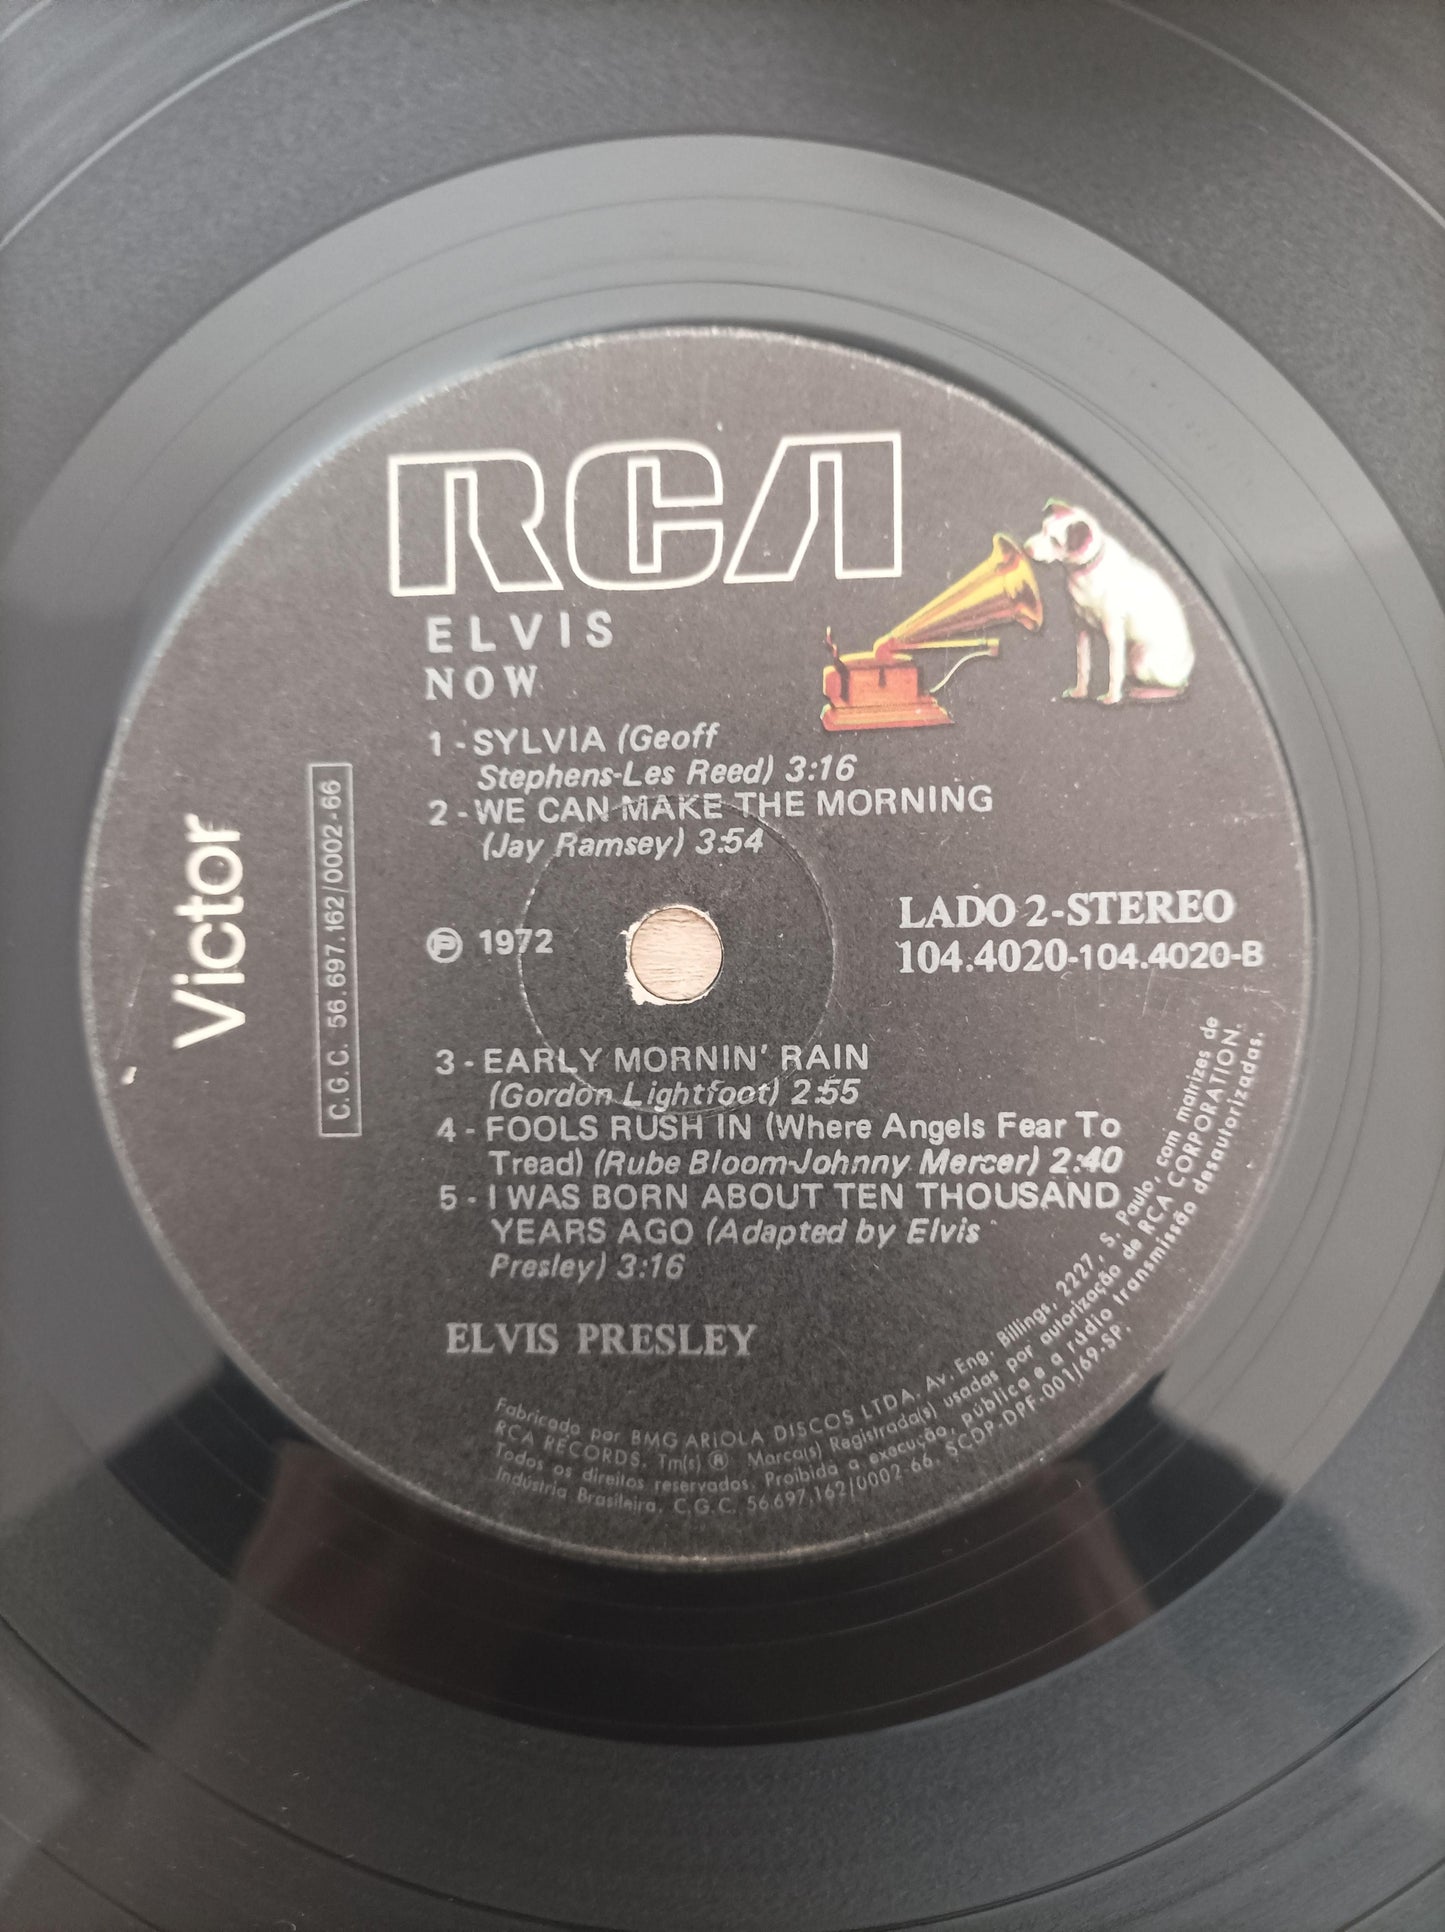 RCA
ELVIS
NOW
1 - SYLVIA (Geoff
Stephens-Les Reed) 3:16
2 - WE CAN MAKE THE MORNING
(Jay Ramsey) 3:54
Victor
C.G.C. 56.697.162/0002-66
℗ 1972
LADO 2-STEREO
104.4020-104.4020-B
3 - EARLY MORNIN' RAIN
(Gordon Lightfoot) 2:55
4 - FOOLS RUSH IN (Where Angels Fear To
Tread) (Rube Bloom-Johnny Mercer) 2:40
5 - I WAS BORN ABOUT TEN THOUSAND
YEARS AGO (Adapted by Elvis
Presley) 3:16
ELVIS PRESLEY
Fabricado por BMG ARIOLA DISCOS LTDA. Av. Eng. Billings, 2227, S. Paulo, com matrizes de
RCA RECORDS. Tm(s) ® Marca(s) Registrada(s) usadas por autorização de RCA CORPORATION.
Todos os direitos reservados. Proibida a execução, pública e a rádio transmissão desautorizadas.
Indústria Brasileira. C.G.C. 56.697.162/0002-66. SCDP-DPF-001/69-SP.